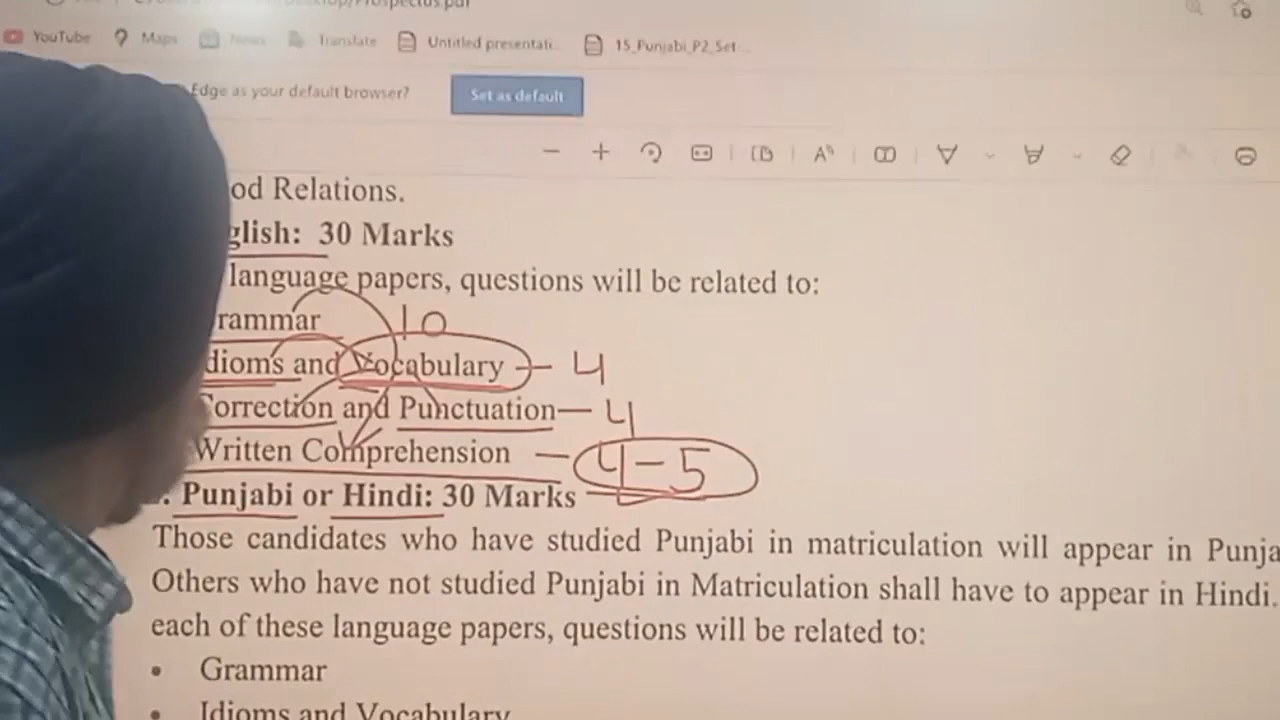 YouTube Maps News Translate Untitled presentati.. 15_Punjabi_P2_Set-...
Edge as your default browser? Set as default
od Relations.
glish: 30 Marks
language papers, questions will be related to:
rammar 10
dioms and Vocabulary - 4
Correction and Punctuation - 4
Written Comprehension - 4-5
. Punjabi or Hindi: 30 Marks
Those candidates who have studied Punjabi in matriculation will appear in Punja
Others who have not studied Punjabi in Matriculation shall have to appear in Hindi.
each of these language papers, questions will be related to:
• Grammar
• Idioms and Vocabulary